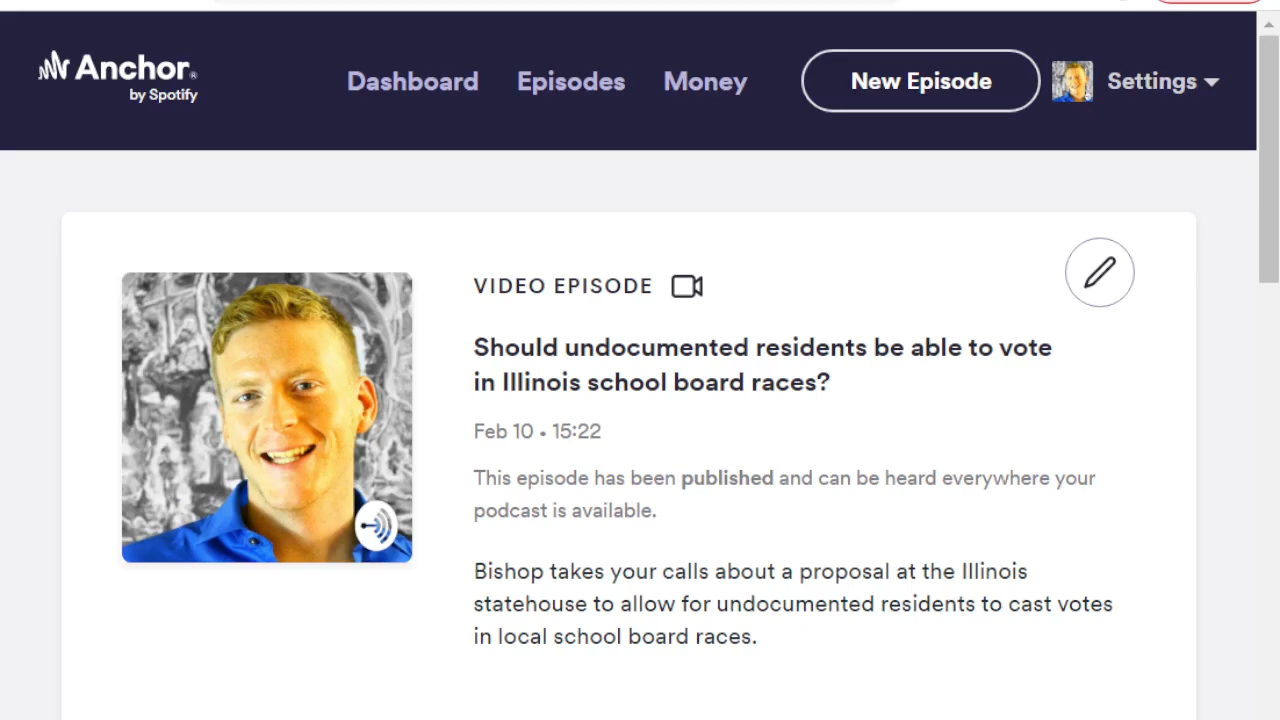 Anchor®
by Spotify
Dashboard
Episodes
Money
New Episode
Settings
VIDEO EPISODE
Should undocumented residents be able to vote
in Illinois school board races?
Feb 10 • 15:22
This episode has been published and can be heard everywhere your
podcast is available.
Bishop takes your calls about a proposal at the Illinois
statehouse to allow for undocumented residents to cast votes
in local school board races.